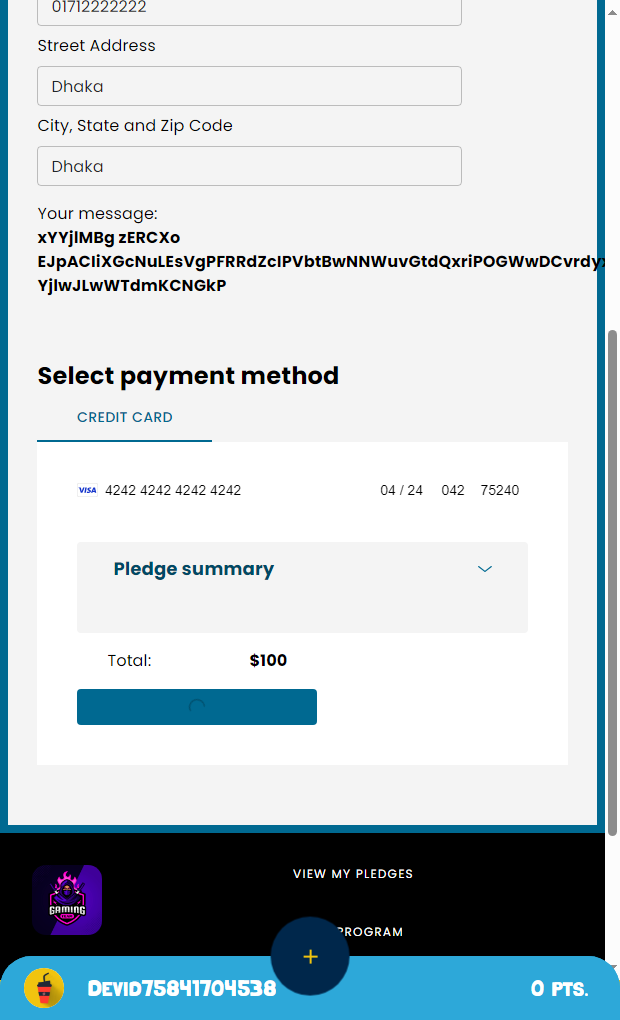 01712222222
Street Address
Dhaka
City, State and Zip Code
Dhaka
Your message:
xYYjlMBg zERCXo
YjlwJLwWTdmKCNGkP
Select payment method
CREDIT CARD
VISA 4242 4242 4242 4242 04 / 24 042 75240
Pledge summary
Total: $100
VIEW MY PLEDGES
GAMING
PROGRAM
+
Devid75841704538 0 PTS.